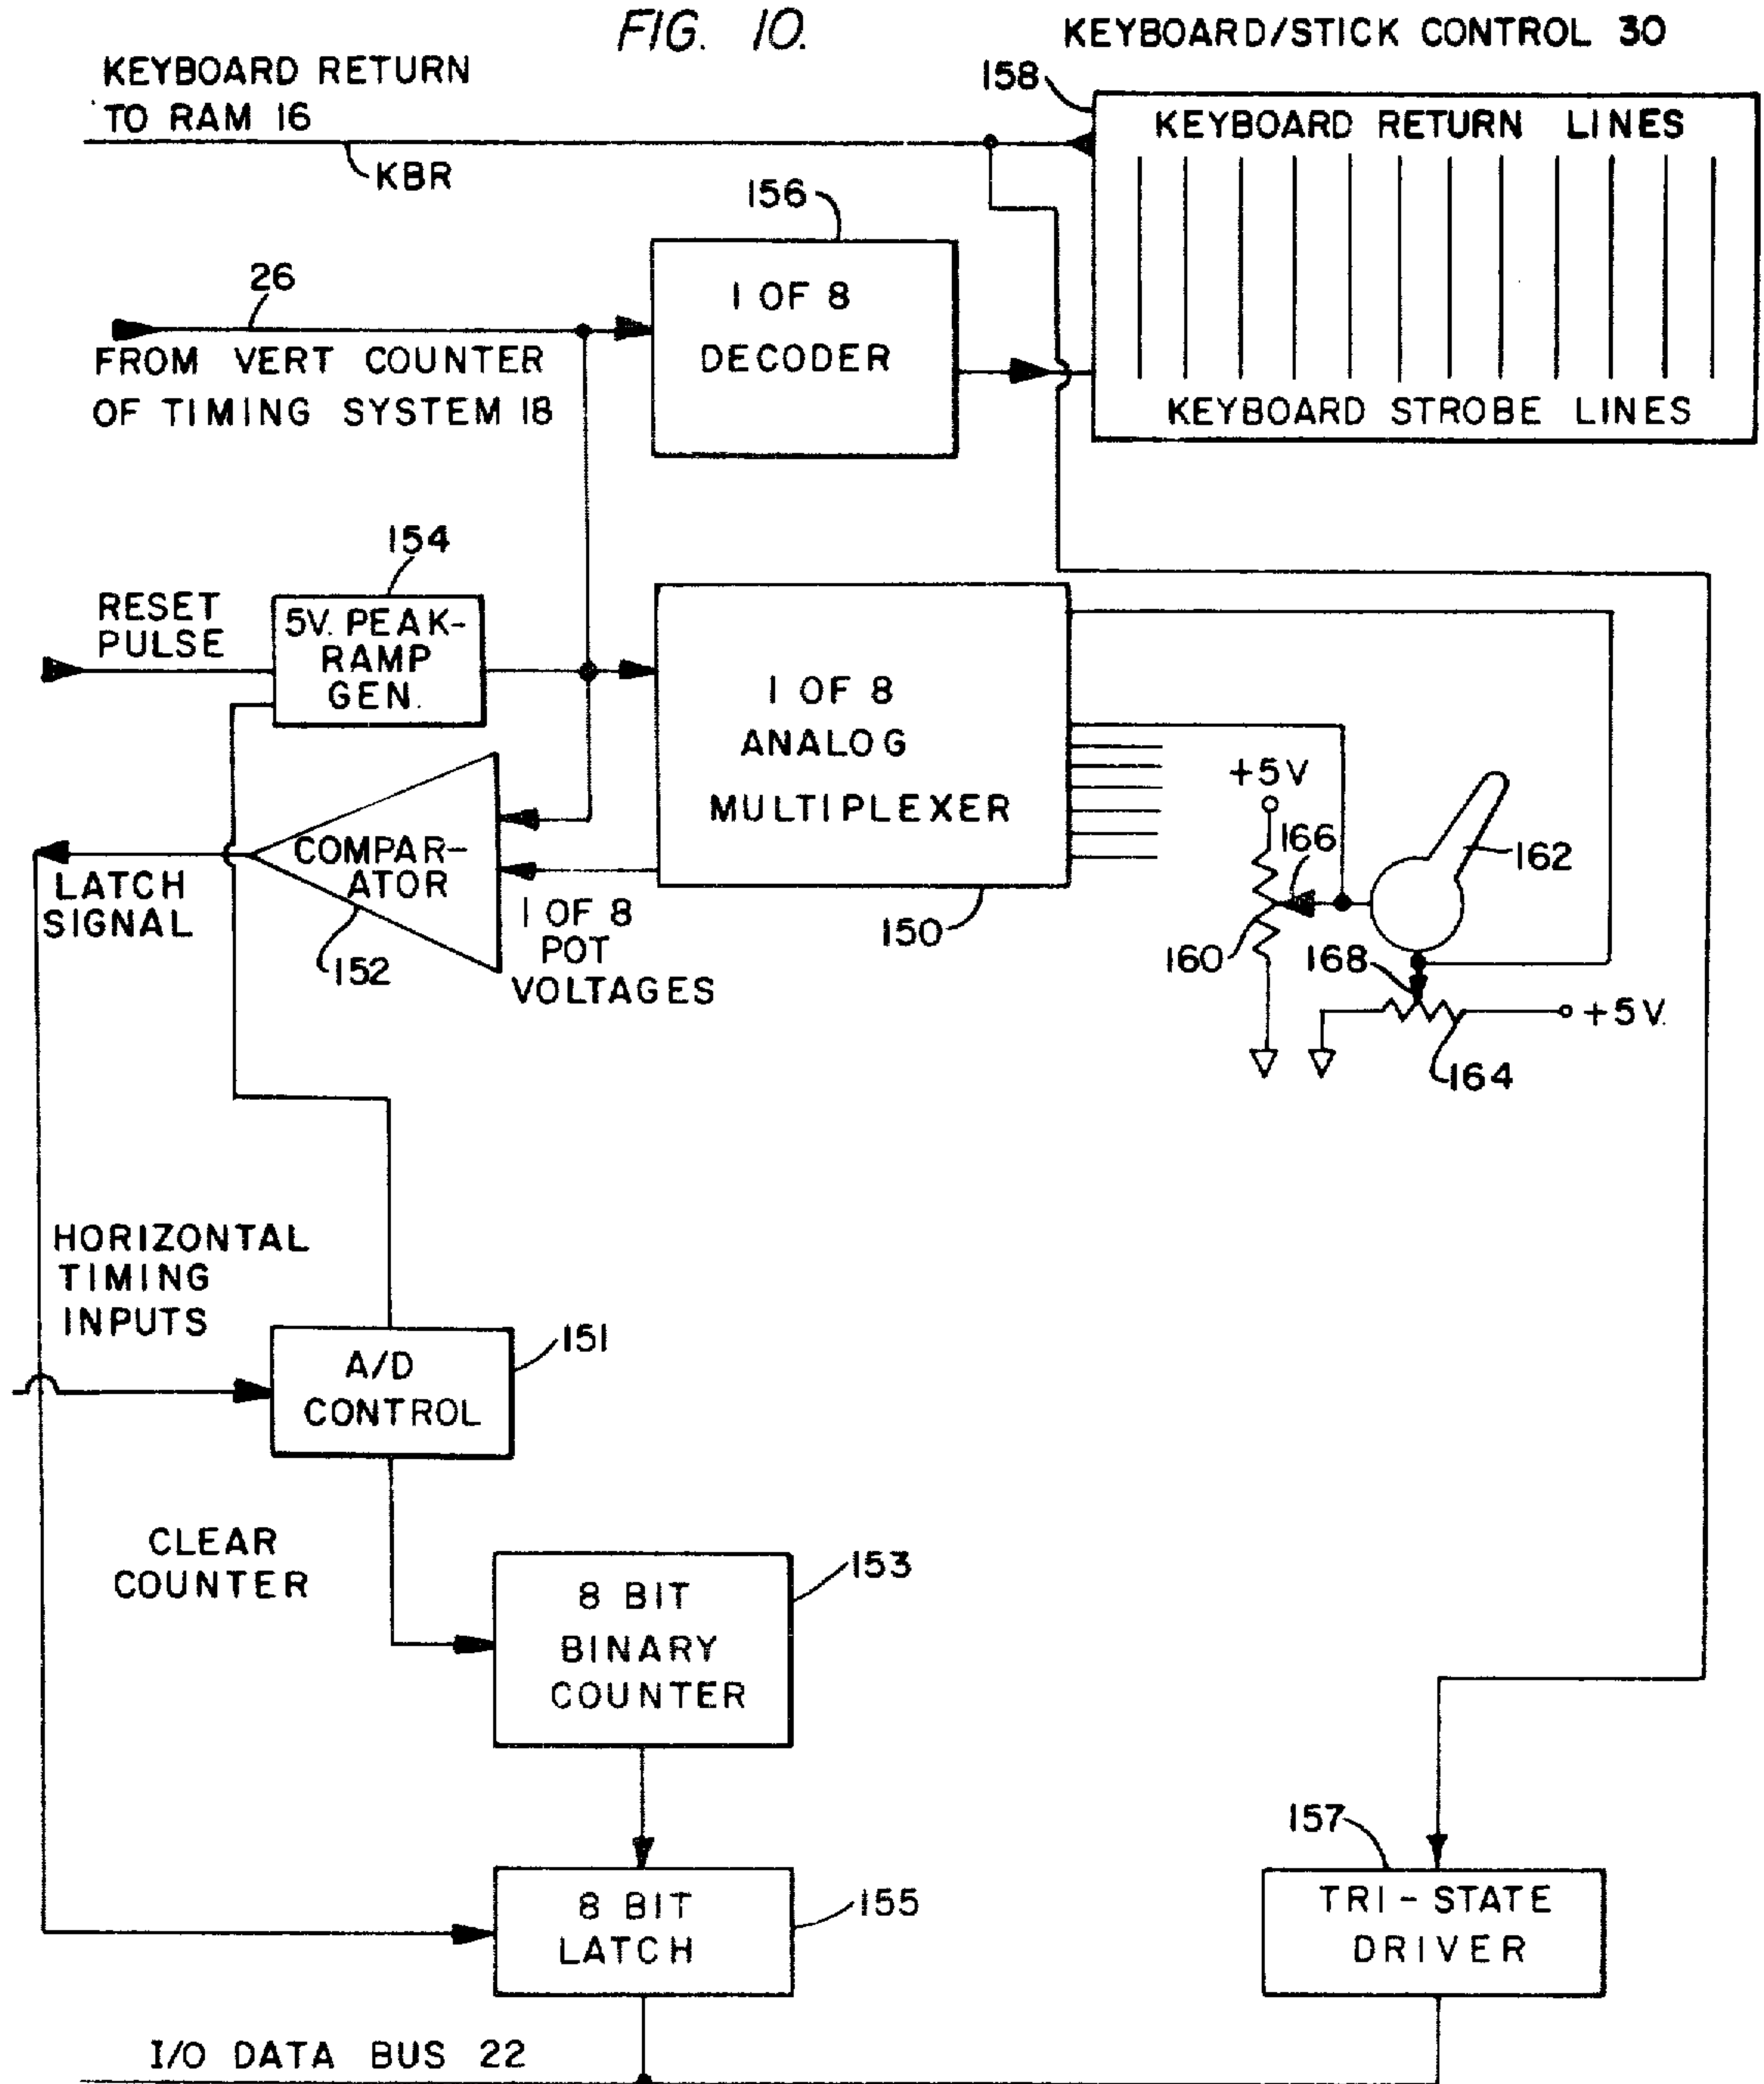 FIG. 10.
KEYBOARD/STICK CONTROL 30
KEYBOARD RETURN
TO RAM 16
KBR
158
KEYBOARD RETURN LINES
KEYBOARD STROBE LINES
156
1 OF 8
DECODER
26
FROM VERT COUNTER
OF TIMING SYSTEM 18
154
RESET
PULSE
5V. PEAK-
RAMP
GEN.
1 OF 8
ANALOG
MULTIPLEXER
150
COMPAR-
ATOR
152
LATCH
SIGNAL
1 OF 8
POT
VOLTAGES
+5V
166
160
162
168
+5V.
164
HORIZONTAL
TIMING
INPUTS
A/D
CONTROL
151
CLEAR
COUNTER
8 BIT
BINARY
COUNTER
153
8 BIT
LATCH
155
157
TRI-STATE
DRIVER
I/O DATA BUS 22